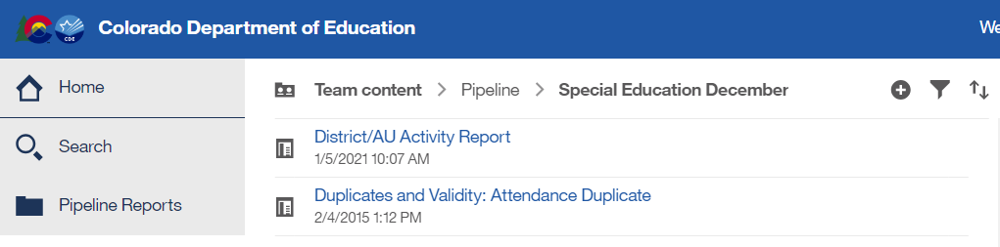 CDE
Colorado Department of Education
We
Home
Search
Pipeline Reports
Team content > Pipeline > Special Education December
District/AU Activity Report
1/5/2021 10:07 AM
Duplicates and Validity: Attendance Duplicate
2/4/2015 1:12 PM